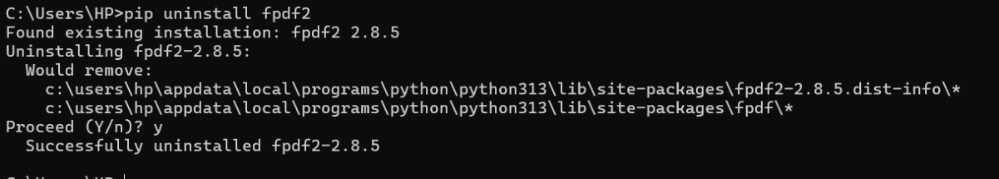 C:\Users\HP>pip uninstall fpdf2
Found existing installation: fpdf2 2.8.5
Uninstalling fpdf2-2.8.5:
  Would remove:
    c:\users\hp\appdata\local\programs\python\python313\lib\site-packages\fpdf2-2.8.5.dist-info\*
    c:\users\hp\appdata\local\programs\python\python313\lib\site-packages\fpdf\*
Proceed (Y/n)? y
  Successfully uninstalled fpdf2-2.8.5